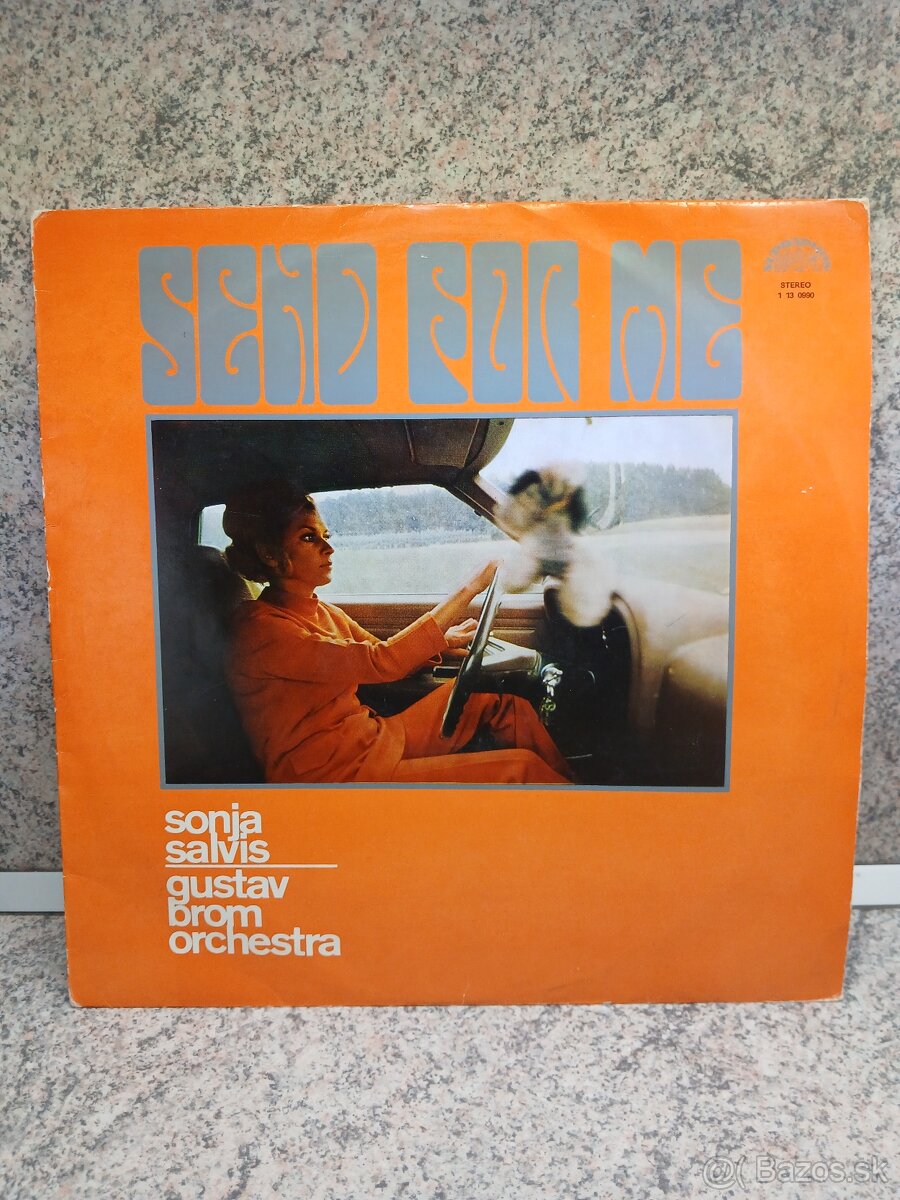 SEND FOR ME
STEREO
1 13 0990
sonja
salvis
gustav
brom
orchestra
@ Bazos.sk